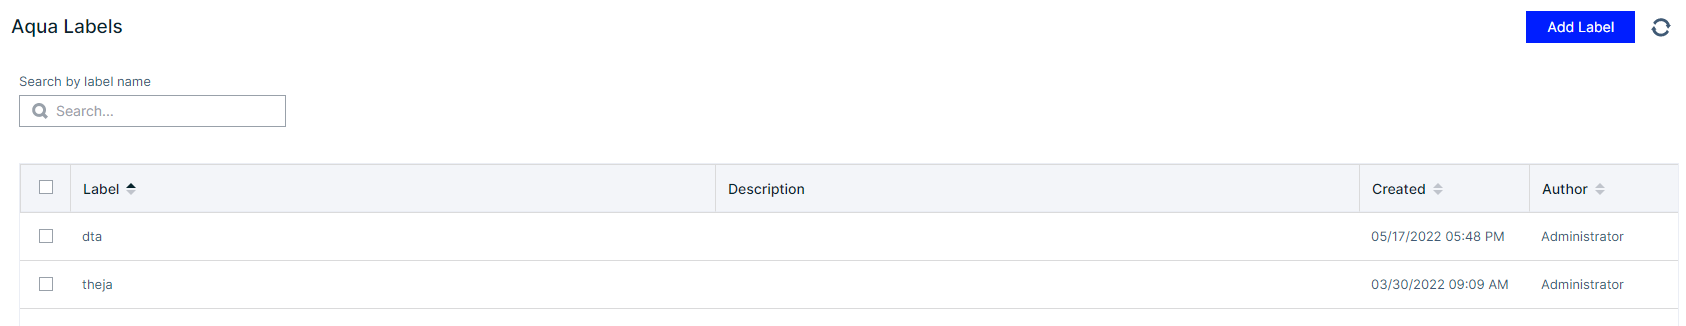 Aqua Labels
Add Label
Search by label name
Search...
Label Description Created Author
dta 05/17/2022 05:48 PM Administrator
theja 03/30/2022 09:09 AM Administrator